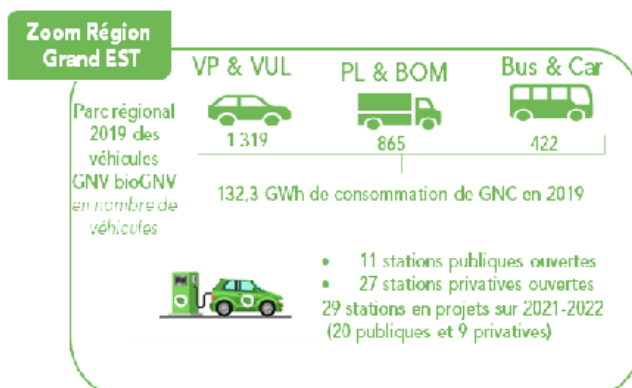 Zoom Région
Grand EST
VP & VUL
PL & BOM
Bus & Car
Parc régional
2019 des
véhicules
GNV bioGNV
en nombre de
véhicules
1 319
865
422
132,3 GWh de consommation de GNC en 2019
• 11 stations publiques ouvertes
• 27 stations privatives ouvertes
29 stations en projets sur 2021-2022
(20 publiques et 9 privatives)